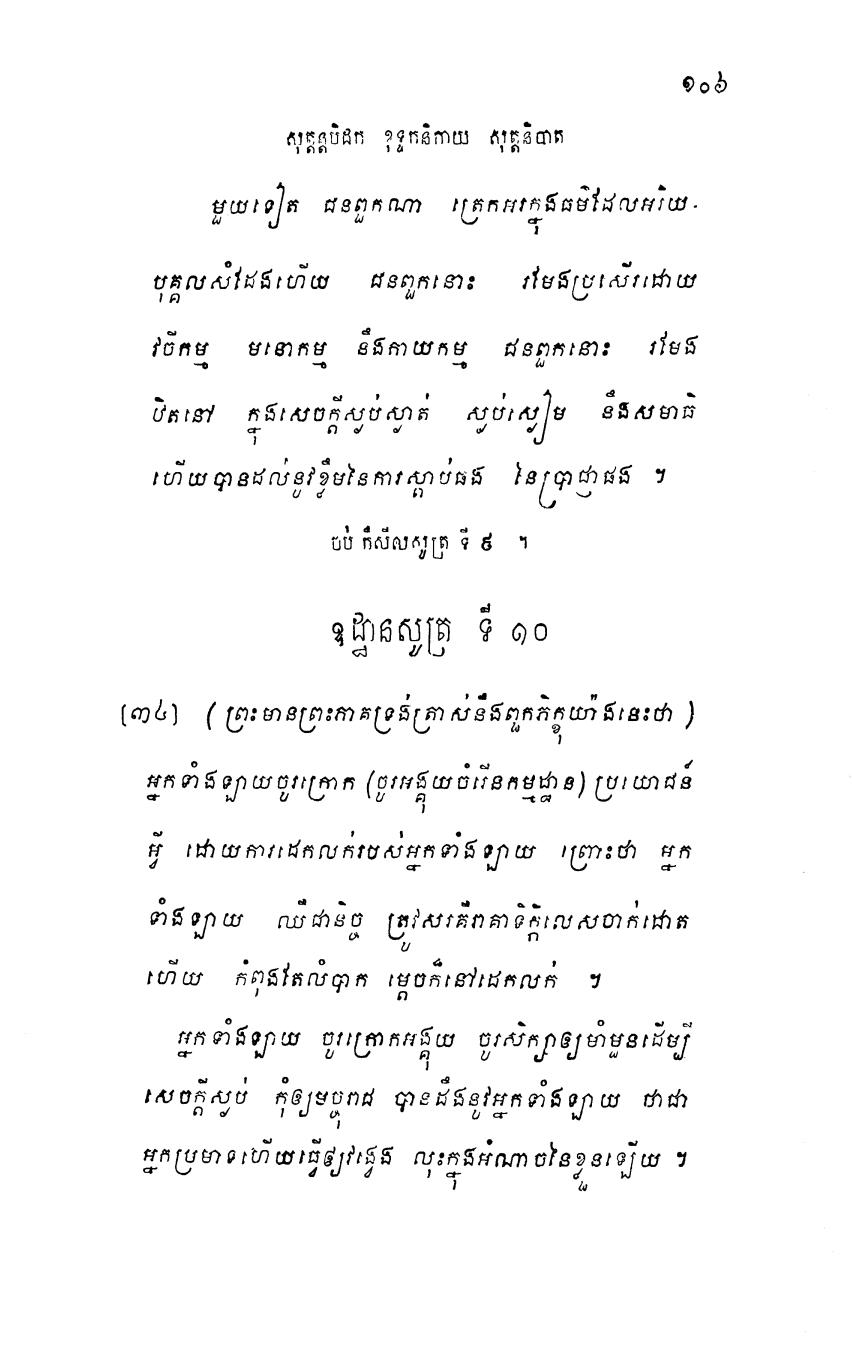 ១០៦
សុត្តន្តបិដក ខុទ្ទកនិកាយ សុត្តនិបាត
មួយទៀត ជនពួកណា ត្រេកអរក្នុងធម៌ដែលអរិយ-
បុគ្គលសំដែងហើយ ជនពួកនោះ រមែងប្រសើរដោយ
វចីកម្ម មនោកម្ម នឹងកាយកម្ម ជនពួកនោះ រមែង
ឋិតនៅ ក្នុងសេចក្តីស្ងប់ស្ងាត់ ស្ងប់ស្ងៀម នឹងសមាធិ
ហើយបានដល់នូវខ្លឹមនៃការស្តាប់ផង នៃប្រាជ្ញាផង ។
ចប់ កឹសីលសូត្រ ទី ៩ ។
ឧដ្ឋានសូត្រ ទី ១០
[៣៤] (ព្រះមានព្រះភាគទ្រង់ត្រាស់នឹងពួកភិក្ខុយ៉ាងនេះថា )
អ្នកទាំងឡាយចូរក្រោក (ចូរអង្គុយចំរើនកម្មដ្ឋាន) ប្រយោជន៍
អ្វី ដោយការដេកលក់របស់អ្នកទាំងឡាយ ព្រោះថា អ្នក
ទាំងឡាយ ឈឺជានិច្ច ត្រូវសរគឺរាគាទិក្កិលេសចាក់ដោត
ហើយ កំពុងតែលំបាក ម្តេចក៏នៅដេកលក់ ។
អ្នកទាំងឡាយ ចូរក្រោកអង្គុយ ចូរសិក្សាឲ្យមាំមួនដើម្បី
សេចក្តីស្ងប់ កុំឲ្យមច្ចុរាជ បានដឹងនូវអ្នកទាំងឡាយ ថាជា
អ្នកប្រមាទហើយធ្វើឲ្យវង្វេង លុះក្នុងអំណាចនៃខ្លួនឡើយ ។